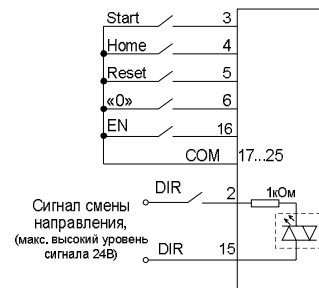 Start 3
Home 4
Reset 5
«0» 6
EN 16
COM 17...25
DIR 2 1кОм
Сигнал смены
направления,
(макс. высокий уровень
сигнала 24В)
DIR 15